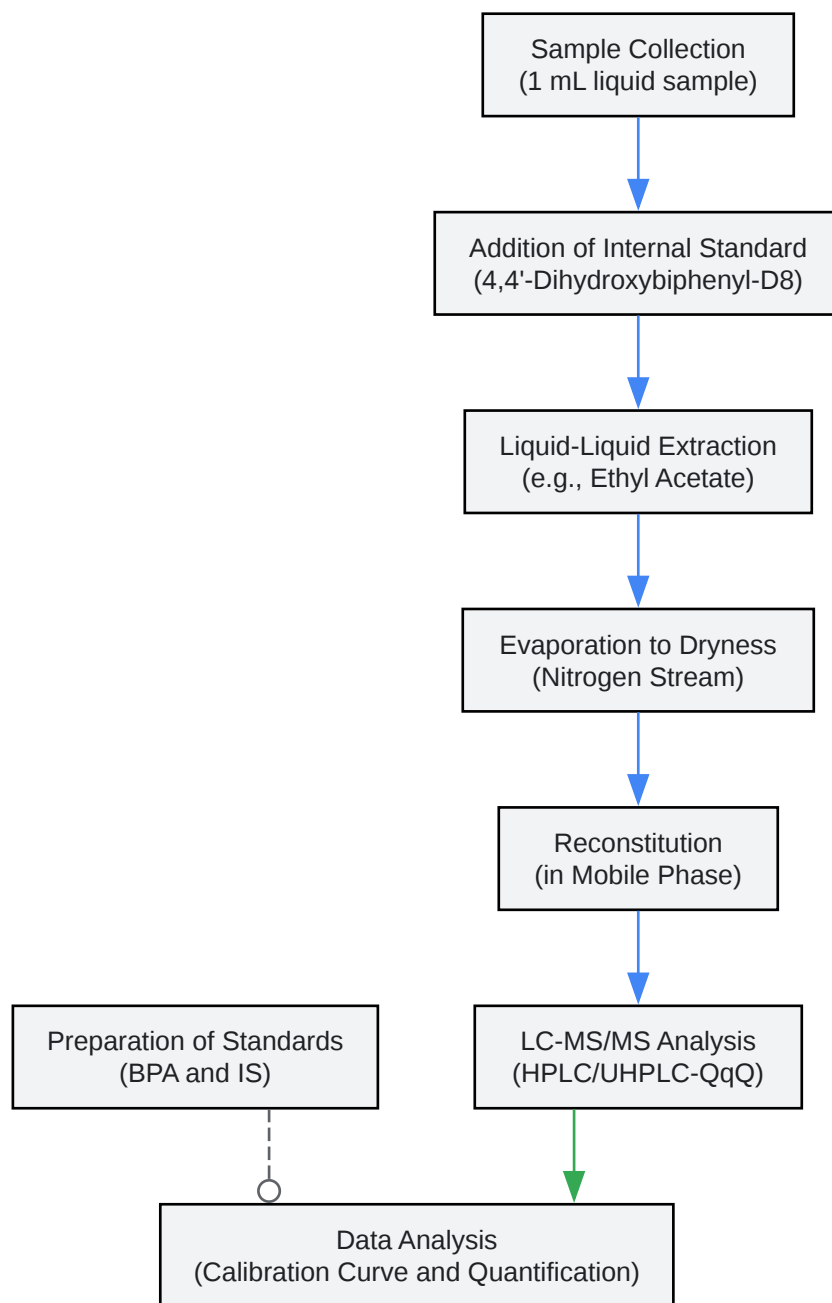 Sample Collection
(1 mL liquid sample)
Addition of Internal Standard
(4,4'-Dihydroxybiphenyl-D8)
Liquid-Liquid Extraction
(e.g., Ethyl Acetate)
Evaporation to Dryness
(Nitrogen Stream)
Reconstitution
(in Mobile Phase)
Preparation of Standards
(BPA and IS)
LC-MS/MS Analysis
(HPLC/UHPLC-QqQ)
Data Analysis
(Calibration Curve and Quantification)